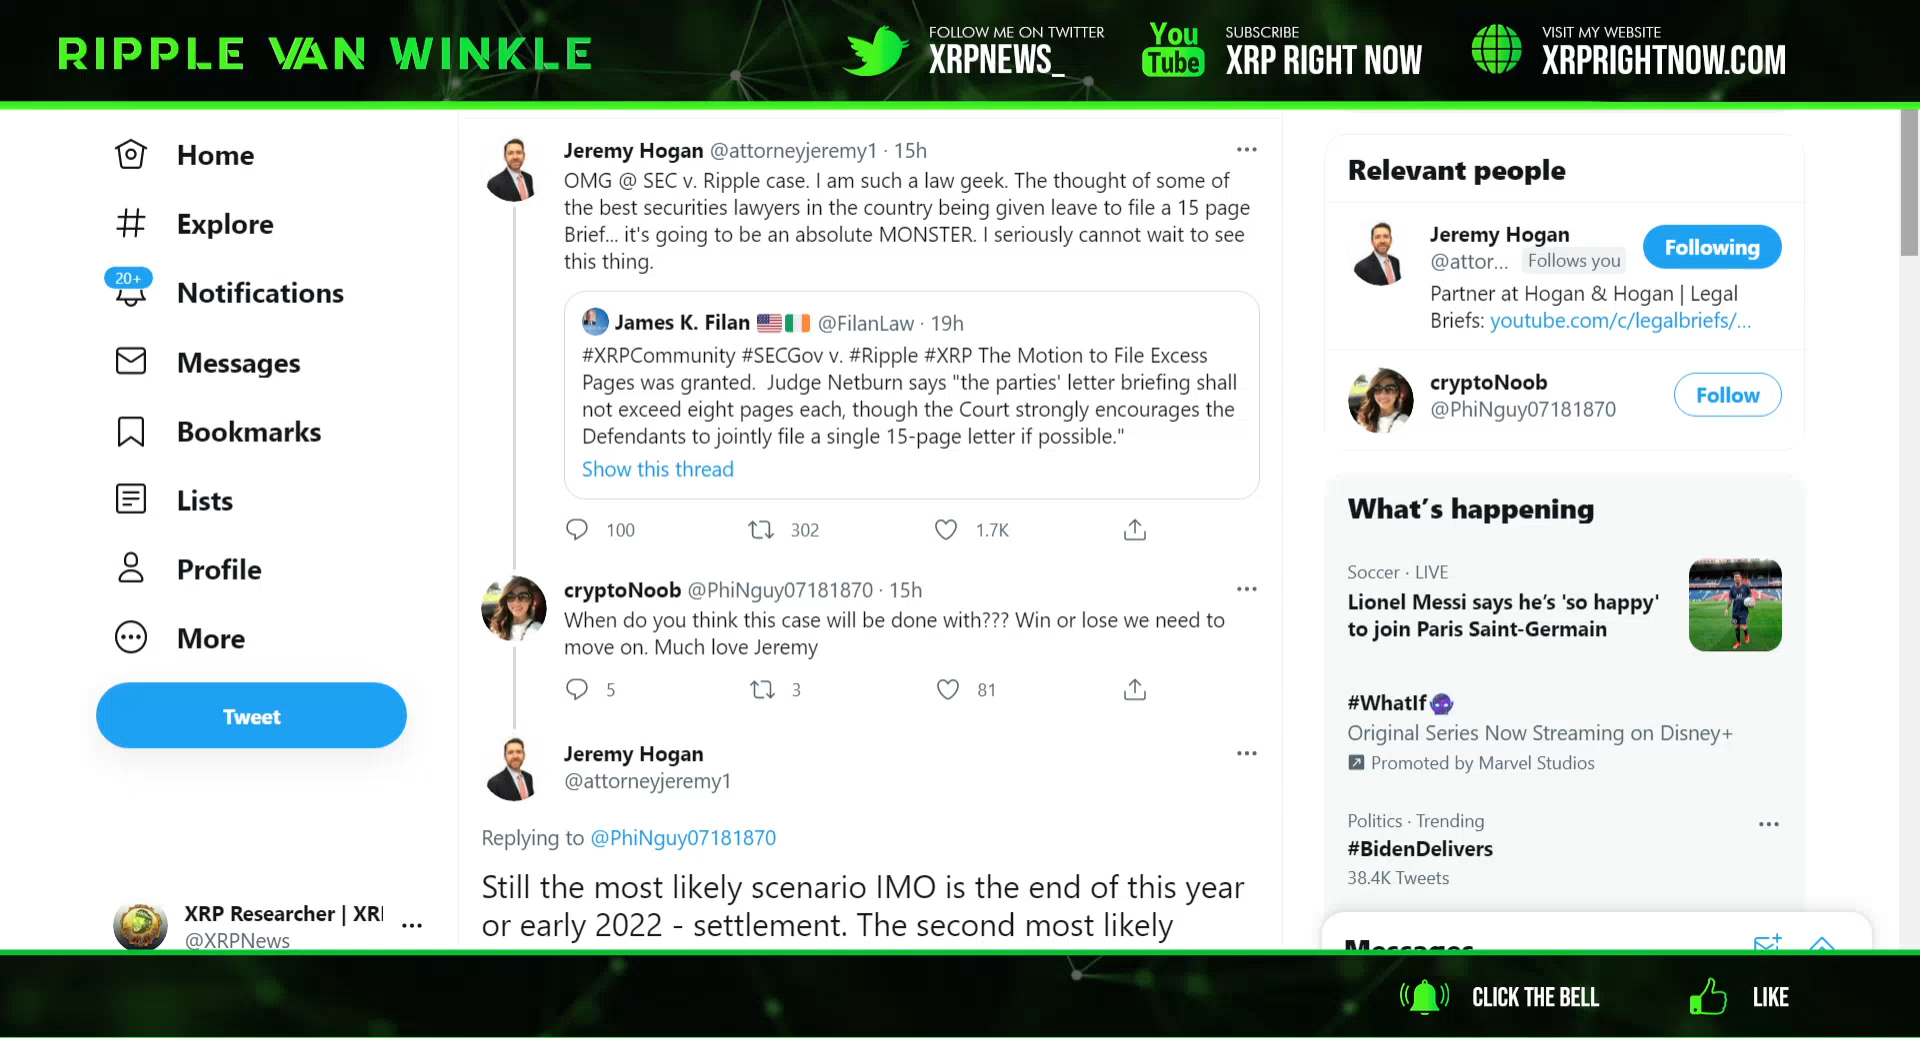 RIPPLE VAN WINKLE
FOLLOW ME ON TWITTER
XRPNEWS_
You
Tube
SUBSCRIBE
XRP RIGHT NOW
VISIT MY WEBSITE
XRPRIGHTNOW.COM
Home
Explore
20+
Notifications
Messages
Bookmarks
Lists
Profile
More
Tweet
XRP Researcher | XRI
@XRPNews
Jeremy Hogan @attorneyjeremy1 · 15h
OMG @ SEC v. Ripple case. I am such a law geek. The thought of some of
the best securities lawyers in the country being given leave to file a 15 page
Brief... it's going to be an absolute MONSTER. I seriously cannot wait to see
this thing.
James K. Filan 🇺🇸🇮🇪 @FilanLaw · 19h
#XRPCommunity #SECGov v. #Ripple #XRP The Motion to File Excess
Pages was granted.  Judge Netburn says "the parties' letter briefing shall
not exceed eight pages each, though the Court strongly encourages the
Defendants to jointly file a single 15-page letter if possible."
Show this thread
100 302 1.7K
cryptoNoob @PhiNguy07181870 · 15h
When do you think this case will be done with??? Win or lose we need to
move on. Much love Jeremy
5 3 81
Jeremy Hogan
@attorneyjeremy1
Replying to @PhiNguy07181870
Still the most likely scenario IMO is the end of this year
or early 2022 - settlement. The second most likely
Relevant people
Jeremy Hogan
@attor... Follows you
Following
Partner at Hogan & Hogan | Legal
Briefs: youtube.com/c/legalbriefs/...
cryptoNoob
@PhiNguy07181870
Follow
What's happening
Soccer · LIVE
Lionel Messi says he's 'so happy'
to join Paris Saint-Germain
#WhatIf
Original Series Now Streaming on Disney+
Promoted by Marvel Studios
Politics · Trending
#BidenDelivers
38.4K Tweets
Messages
CLICK THE BELL
LIKE